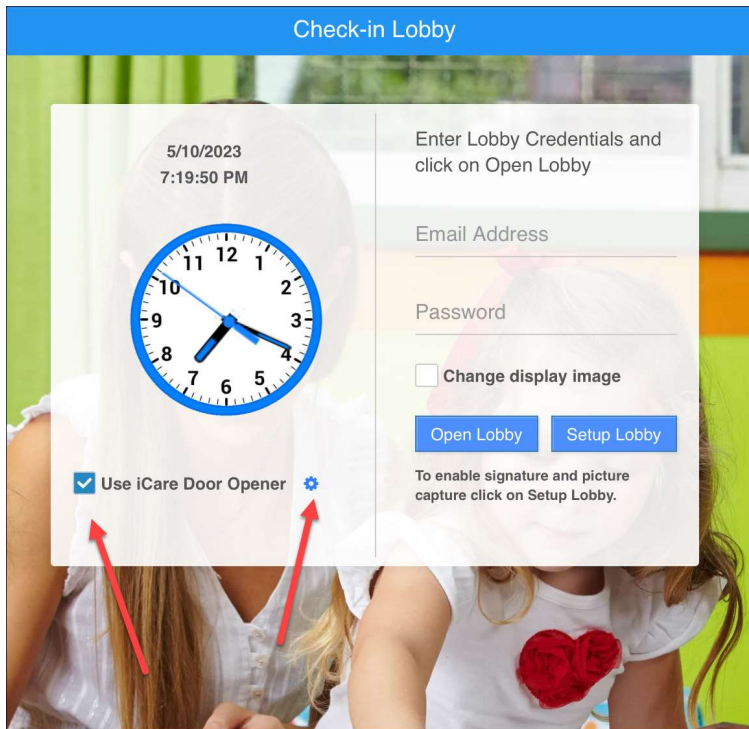 Check-in Lobby
5/10/2023
7:19:50 PM
12
11
1
10
2
9
3
8
4
7
5
6
Use iCare Door Opener
Enter Lobby Credentials and
click on Open Lobby
Email Address
Password
Change display image
Open Lobby
Setup Lobby
To enable signature and picture
capture click on Setup Lobby.